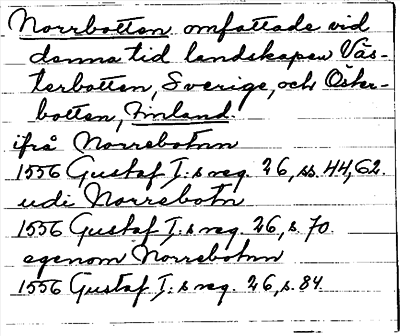 Norrbotten omfattade vid
denna tid landskapen Väs-
terbotten, Sverige, och Öster-
botten, Finland.
ifrå Norrebotnn
1556 Gustaf I:s reg. 26, ss. 44, 62.
udi Norrebotn
1556 Gustaf I:s reg. 26, s. 70.
egenom Norrebotnn
1556 Gustaf I:s reg. 26, s. 84.